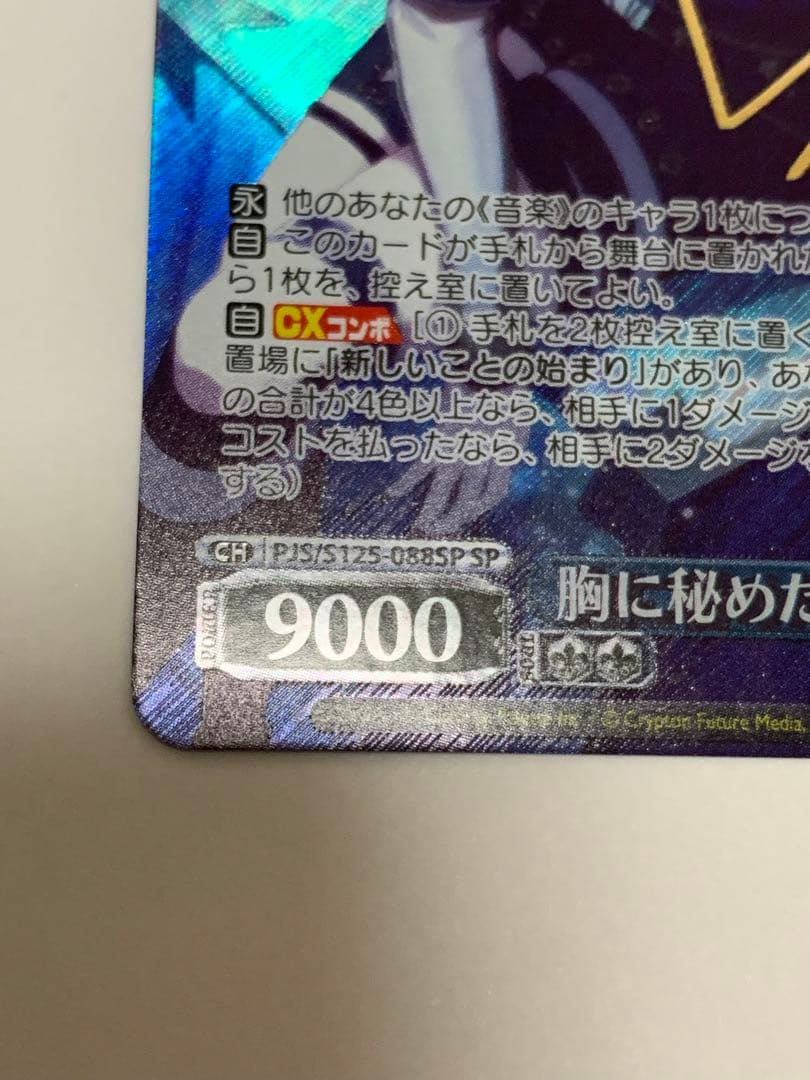 永 他のあなたの《音楽》のキャラ1枚につ
自 このカードが手札から舞台に置かれた
ら1枚を、控え室に置いてよい。
自 CXコンボ [① 手札を2枚控え室に置く
置場に「新しいことの始まり」があり、あな
の合計が4色以上なら、相手に1ダメージ
コストを払ったなら、相手に2ダメージな
する)
CH PJS/S125-088SP SP
POWER 9000
胸に秘めた
SOUL
© Crypton Future Media,